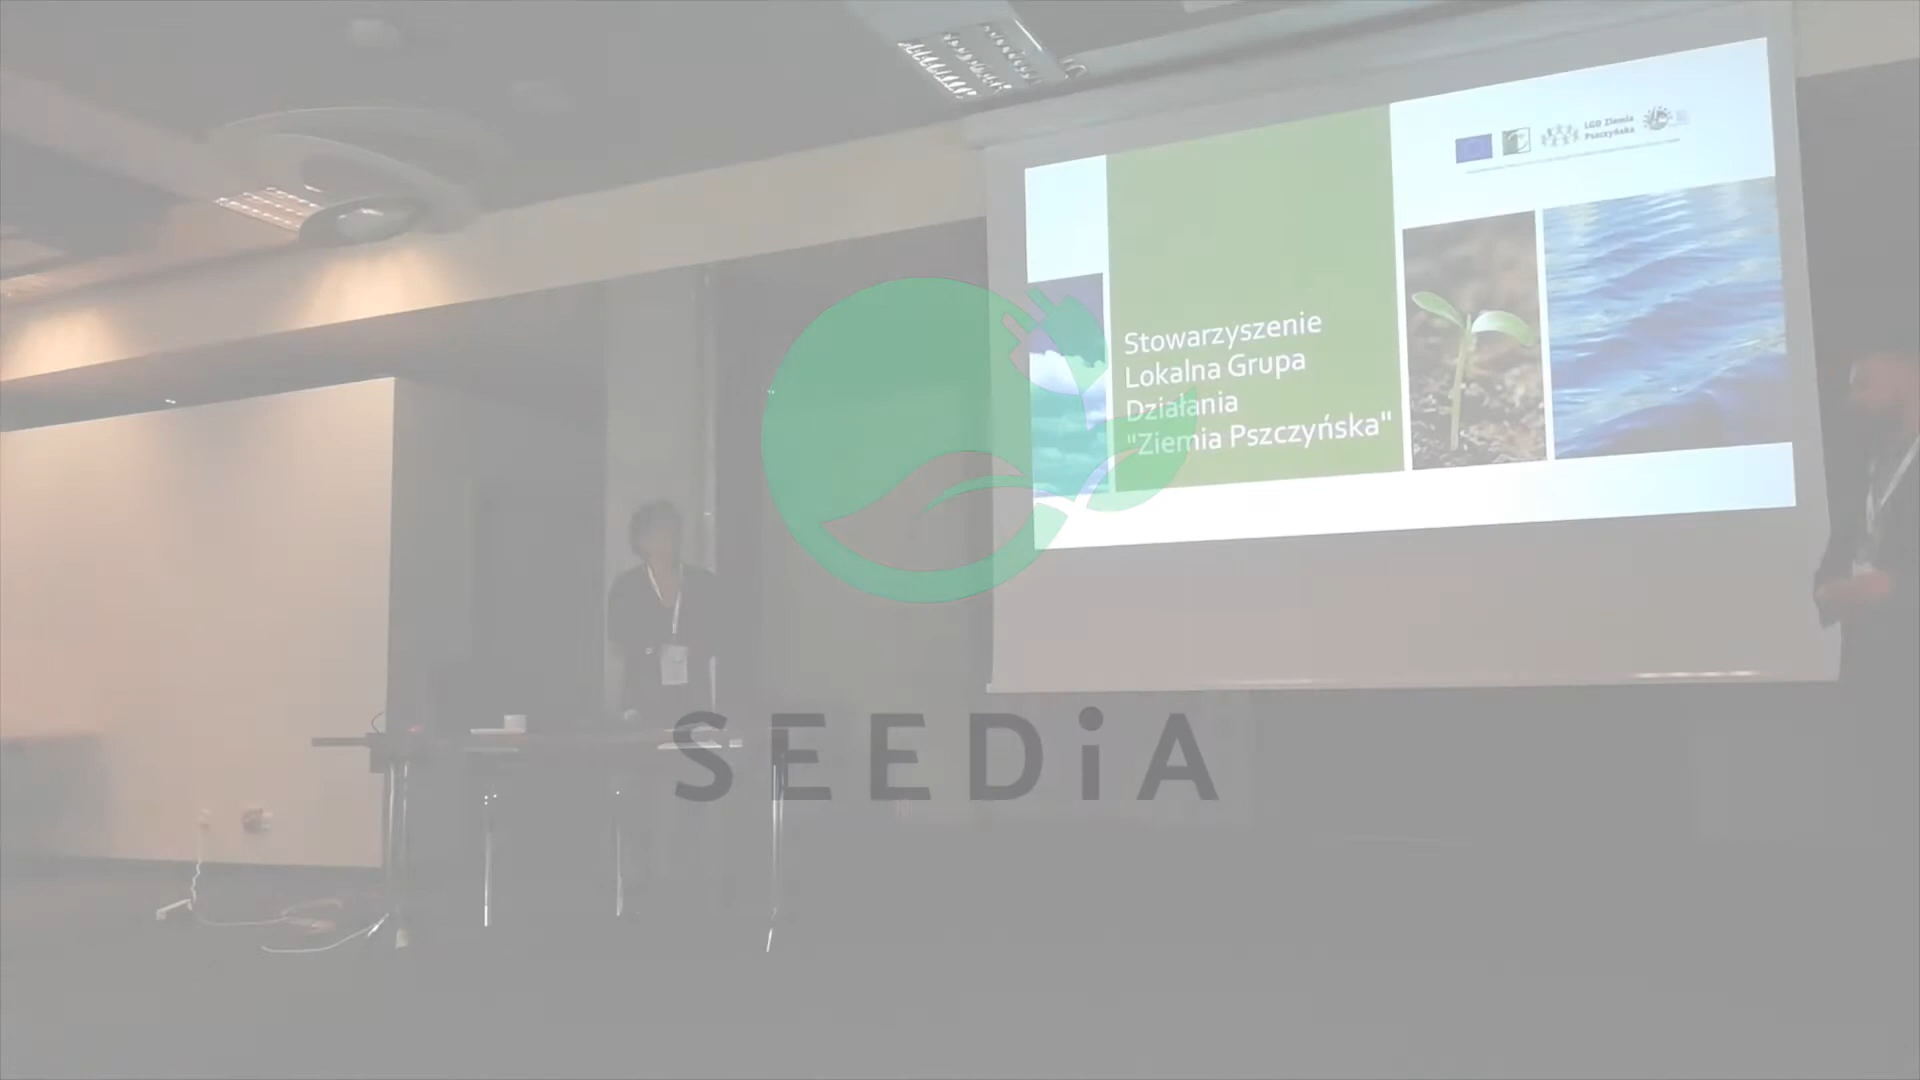 LGD Ziemia
Pszczyńska
Stowarzyszenie
Lokalna Grupa
Działania
"Ziemia Pszczyńska"
SEEDiA